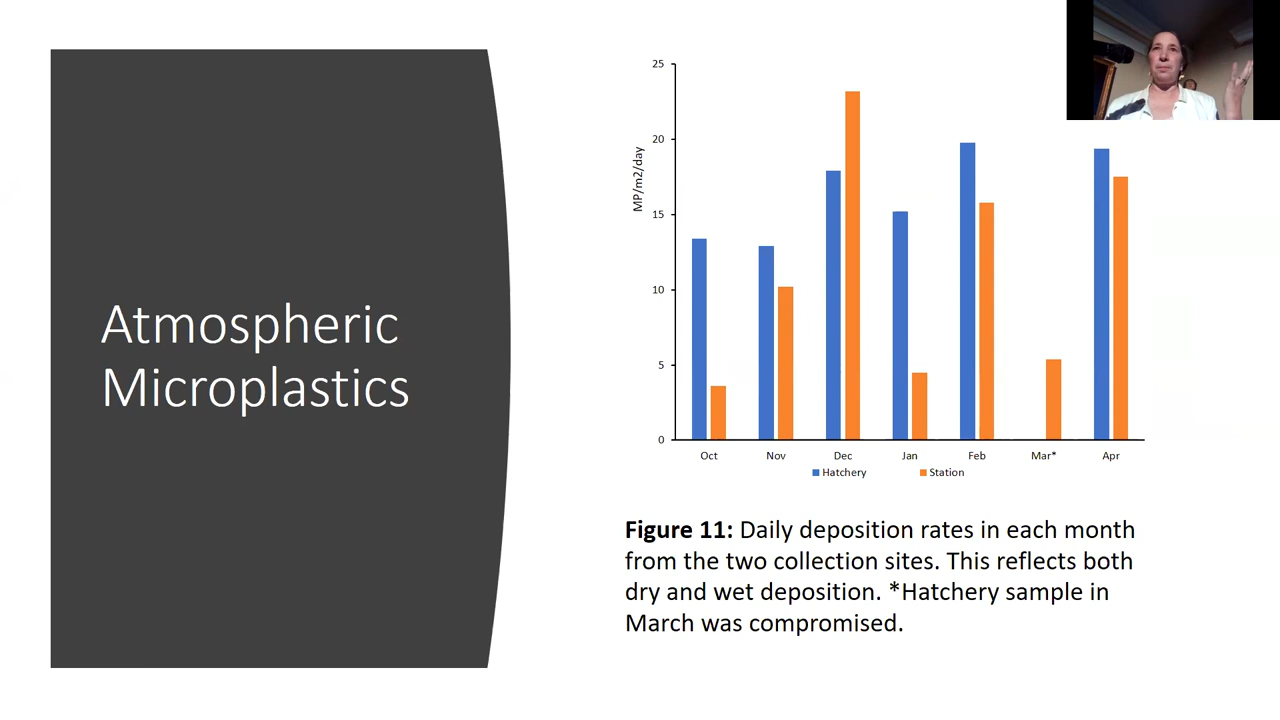 Atmospheric
Microplastics
25
20
15
10
5
0
MP/m2/day
Oct Nov Dec Jan Feb Mar* Apr
Hatchery Station
Figure 11: Daily deposition rates in each month
from the two collection sites. This reflects both
dry and wet deposition. *Hatchery sample in
March was compromised.